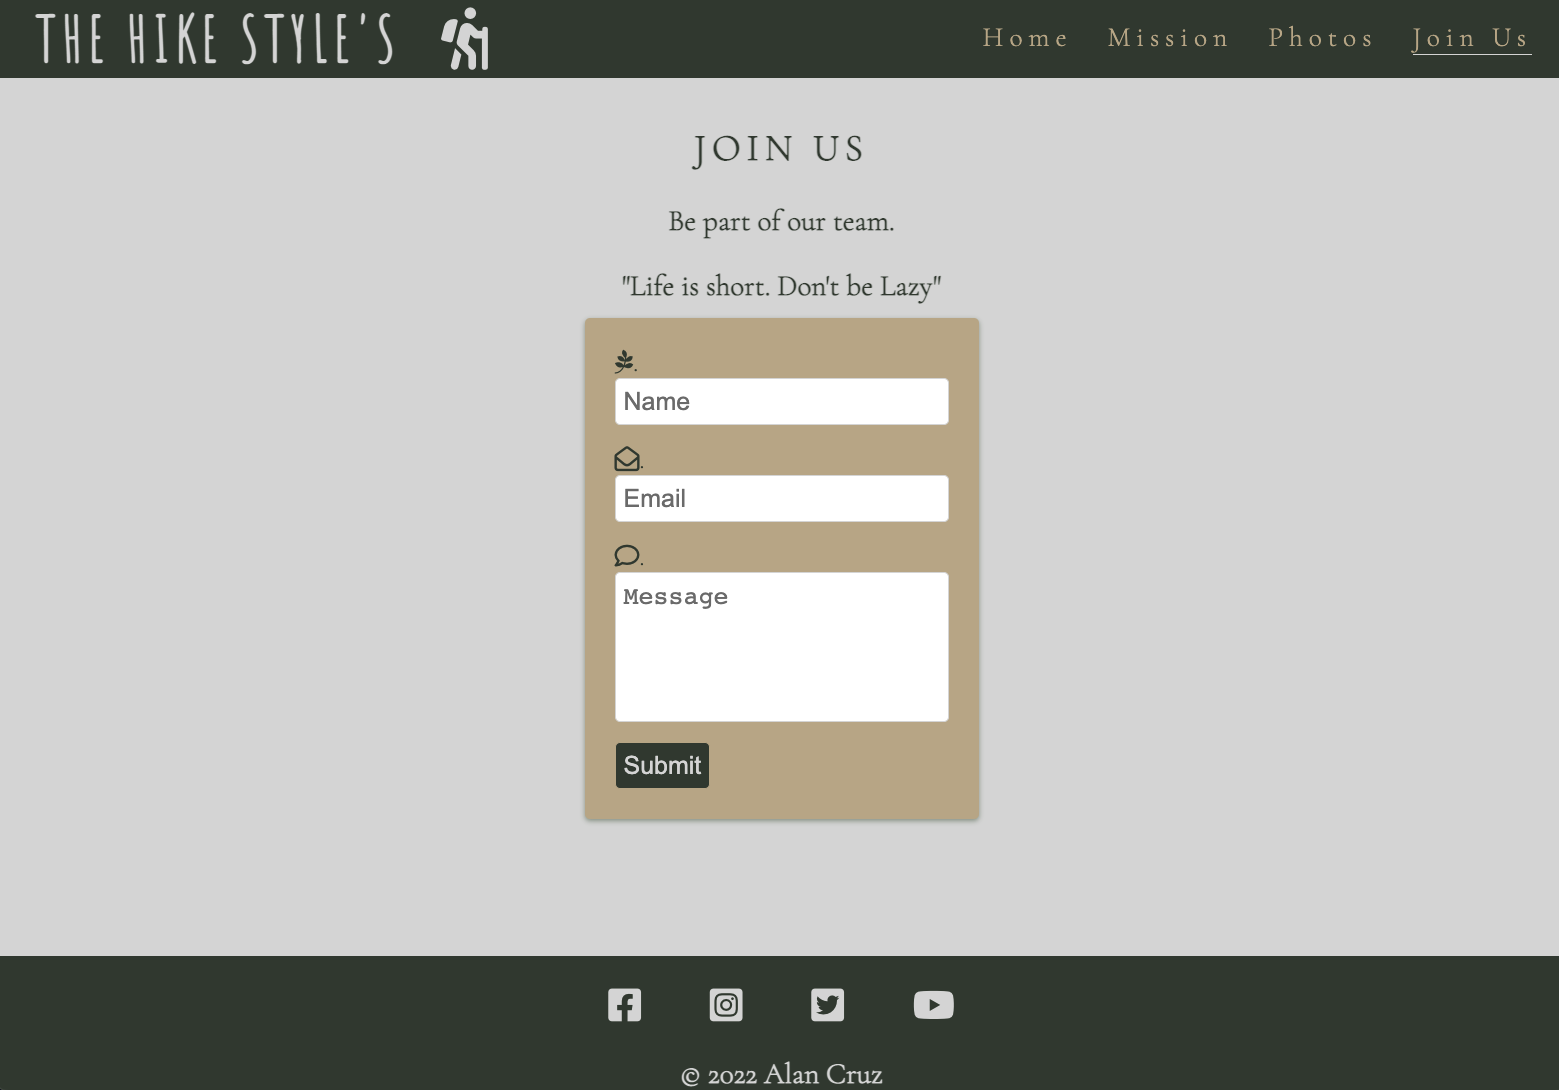 THE HIKE STYLE'S
Home Mission Photos Join Us
JOIN US
Be part of our team.
"Life is short. Don't be Lazy"
.
Name
.
Email
.
Message
Submit
© 2022 Alan Cruz